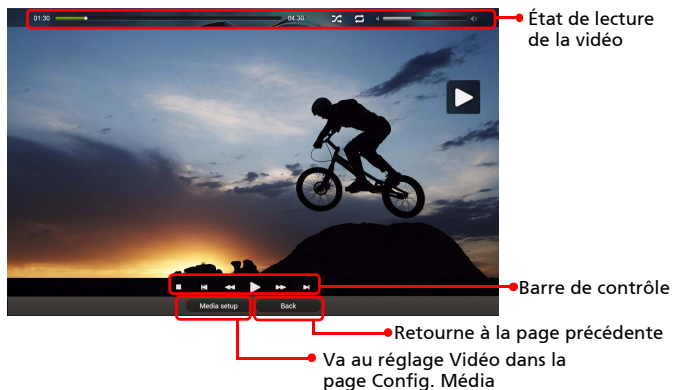 01:30
04:30
État de lecture
de la vidéo
Barre de contrôle
Media setup
Back
Retourne à la page précédente
Va au réglage Vidéo dans la
page Config. Média